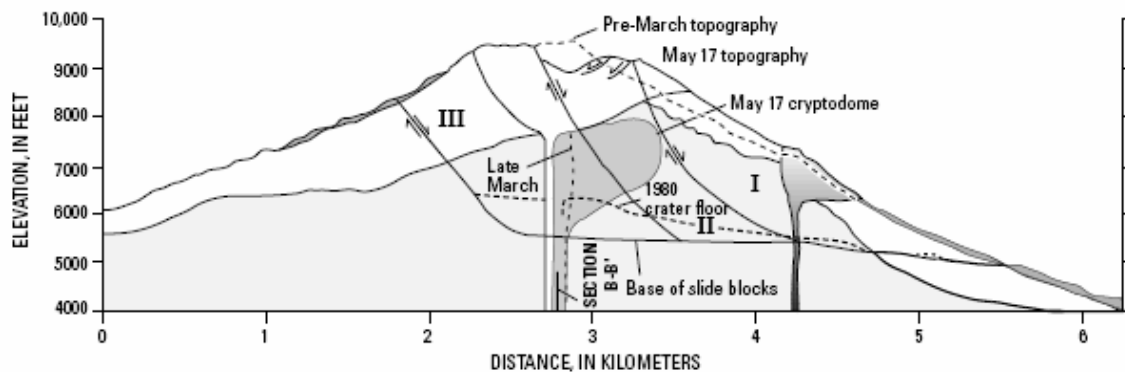 10,000
9000
8000
7000
6000
5000
4000
ELEVATION, IN FEET
Pre-March topography
May 17 topography
May 17 cryptodome
III
Late
March
I
1980
crater floor
II
SECTION
B-B'
Base of slide blocks
0
1
2
3
4
5
6
DISTANCE, IN KILOMETERS